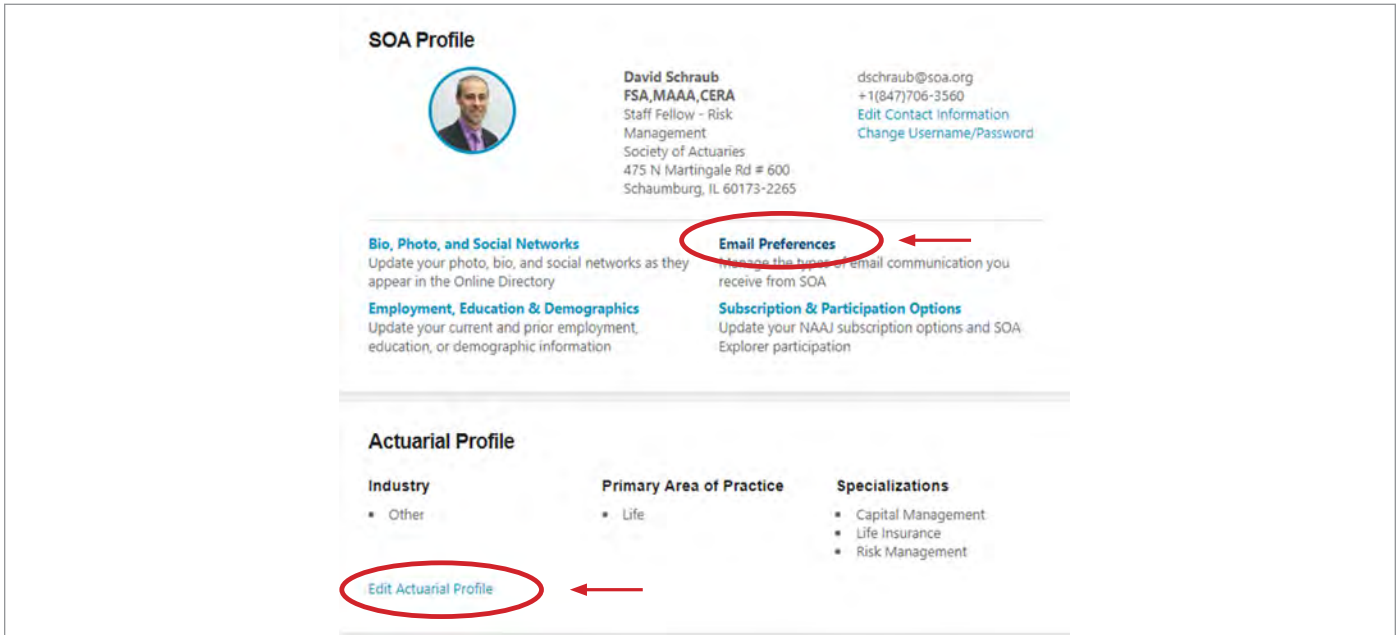 SOA Profile
David Schraub
FSA,MAAA,CERA
Staff Fellow - Risk
Management
Society of Actuaries
475 N Martingale Rd # 600
Schaumburg, IL 60173-2265
dschraub@soa.org
+1(847)706-3560
Edit Contact Information
Change Username/Password
Bio, Photo, and Social Networks
Update your photo, bio, and social networks as they
appear in the Online Directory
Email Preferences
Manage the types of email communication you
receive from SOA
Employment, Education & Demographics
Update your current and prior employment,
education, or demographic information
Subscription & Participation Options
Update your NAAJ subscription options and SOA
Explorer participation
Actuarial Profile
Industry
▪ Other
Primary Area of Practice
▪ Life
Specializations
▪ Capital Management
▪ Life Insurance
▪ Risk Management
Edit Actuarial Profile